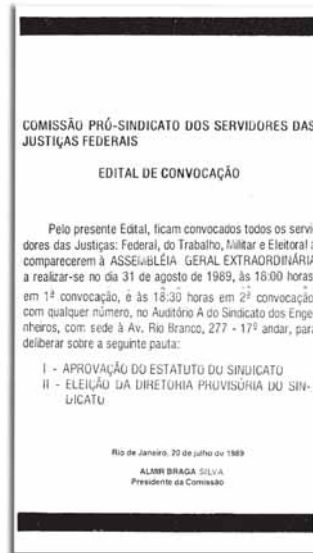 COMISSÃO PRÓ-SINDICATO DOS SERVIDORES DAS
JUSTIÇAS FEDERAIS
EDITAL DE CONVOCAÇÃO
Pelo presente Edital, ficam convocados todos os servi-
dores das Justiças: Federal, do Trabalho, Militar e Eleitoral a
comparecerem à ASSEMBLÉIA GERAL EXTRAORDINÁRIA
a realizar-se no dia 31 de agosto de 1989, às 18:00 horas
em 1ª convocação, e às 18:30 horas em 2ª convocação
com qualquer número, no Auditório A do Sindicato dos Enge-
nheiros, com sede à Av. Rio Branco, 277 - 17º andar, para
deliberar sobre a seguinte pauta:
I - APROVAÇÃO DO ESTATUTO DO SINDICATO
II - ELEIÇÃO DA DIRETORIA PROVISÓRIA DO SIN-
DICATO
Rio de Janeiro, 20 de julho de 1989
ALMIR BRAGA SILVA
Presidente da Comissão